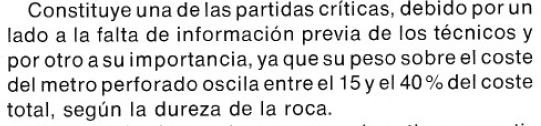 Constituye una de las partidas críticas, debido por un
lado a la falta de información previa de los técnicos y
por otro a su importancia, ya que su peso sobre el coste
del metro perforado oscila entre el 15 y el 40% del coste
total, según la dureza de la roca.